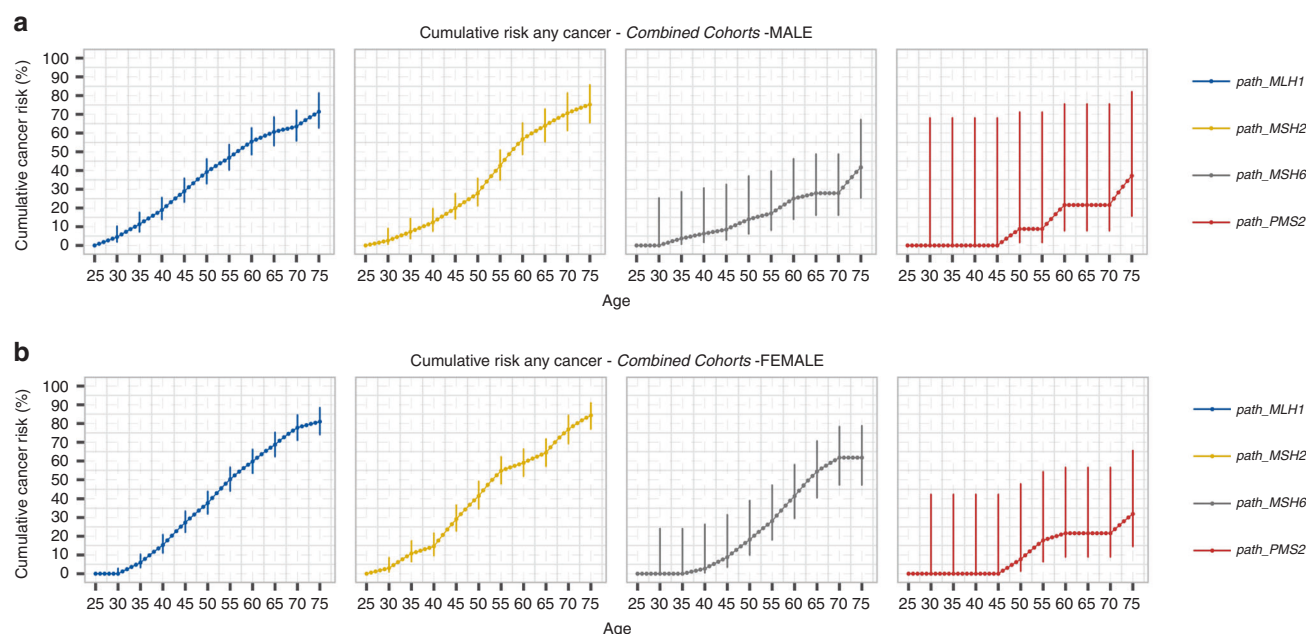 a
Cumulative risk any cancer - Combined Cohorts -MALE
Cumulative cancer risk (%)
100
90
80
70
60
50
40
30
20
10
0
25 30 35 40 45 50 55 60 65 70 75 25 30 35 40 45 50 55 60 65 70 75 25 30 35 40 45 50 55 60 65 70 75 25 30 35 40 45 50 55 60 65 70 75
Age
path_MLH1
path_MSH2
path_MSH6
path_PMS2
b
Cumulative risk any cancer - Combined Cohorts -FEMALE
Cumulative cancer risk (%)
100
90
80
70
60
50
40
30
20
10
0
25 30 35 40 45 50 55 60 65 70 75 25 30 35 40 45 50 55 60 65 70 75 25 30 35 40 45 50 55 60 65 70 75 25 30 35 40 45 50 55 60 65 70 75
Age
path_MLH1
path_MSH2
path_MSH6
path_PMS2